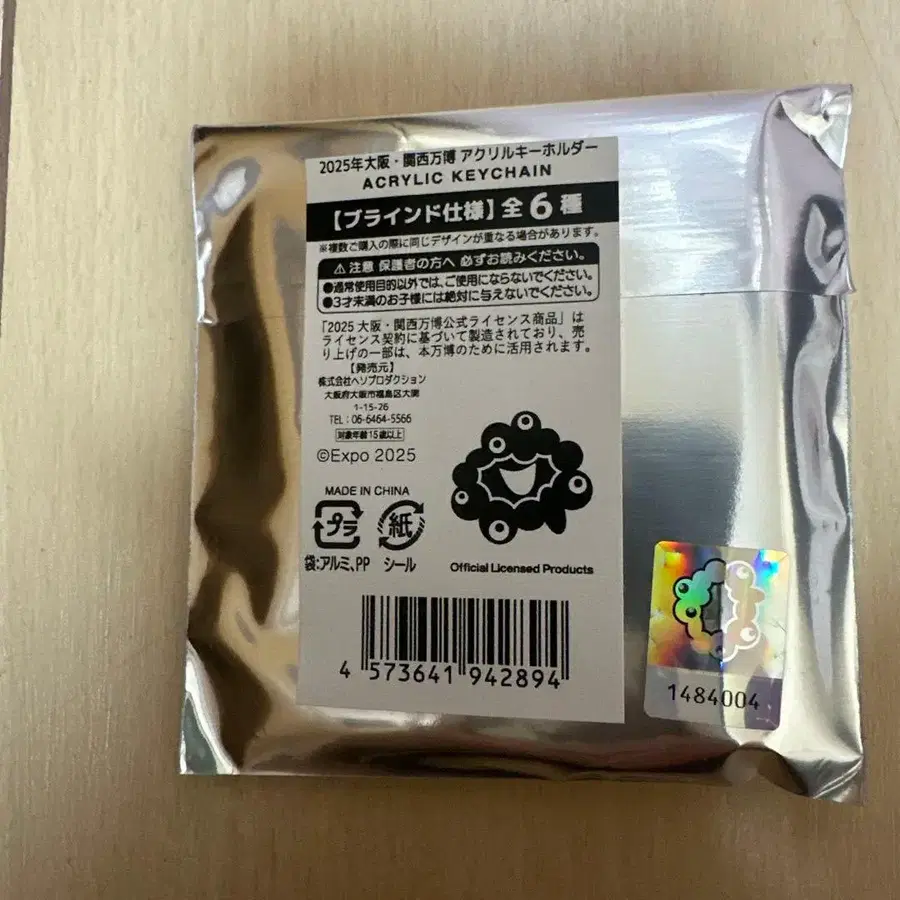 2025年大阪・関西万博 アクリルキーホルダー
ACRYLIC KEYCHAIN
【ブラインド仕様】全6種
※複数ご購入の際に同じデザインが重なる場合があります。
⚠注意 保護者の方へ 必ずお読みください。
●通常使用目的以外では、ご使用にならないでください。
●3才未満のお子様には絶対に与えないでください。
「2025 大阪・関西万博公式ライセンス商品」は
ライセンス契約に基づいて製造されており、売
り上げの一部は、本万博のために活用されます。
【発売元】
株式会社ヘソプロダクション
大阪府大阪市福島区大開
1-15-26
TEL：06-6464-5566
対象年齢15歳以上
©Expo 2025
MADE IN CHINA
プラ 紙
袋:アルミ、PP シール
Official Licensed Products
4 573641 942894
1484004